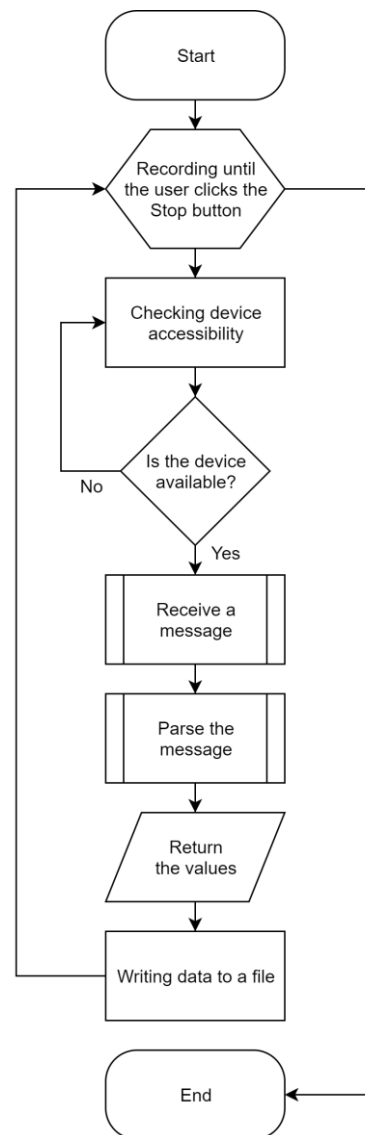 Start
Recording until
the user clicks the
Stop button
Checking device
accessibility
Is the device
available?
No
Yes
Receive a
message
Parse the
message
Return
the values
Writing data to a file
End